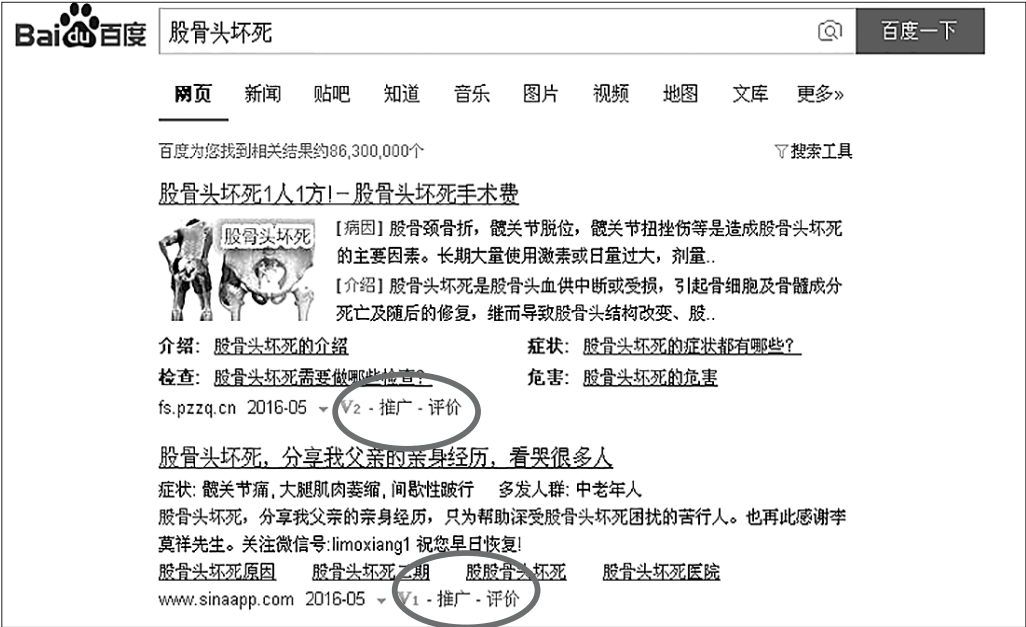 Bai du 百度 股骨头坏死 百度一下
网页 新闻 贴吧 知道 音乐 图片 视频 地图 文库 更多»
百度为您找到相关结果约86,300,000个 搜索工具
股骨头坏死1人1方!-股骨头坏死手术费
股骨头坏死
[病因] 股骨颈骨折，髋关节脱位，髋关节扭挫伤等是造成股骨头坏死
的主要因素。长期大量使用激素或日量过大，剂量..
[介绍] 股骨头坏死是股骨头血供中断或受损，引起骨细胞及骨髓成分
死亡及随后的修复，继而导致股骨头结构改变、股..
介绍: 股骨头坏死的介绍 症状: 股骨头坏死的症状都有哪些?
检查: 股骨头坏死需要做哪些检查? 危害: 股骨头坏死的危害
fs.pzzq.cn 2016-05 V2 - 推广 - 评价
股骨头坏死，分享我父亲的亲身经历，看哭很多人
症状: 髋关节痛,大腿肌肉萎缩,间歇性跛行 多发人群: 中老年人
股骨头坏死，分享我父亲的亲身经历，只为帮助深受股骨头坏死困扰的苦行人。也再此感谢李
莫祥先生。关注微信号:limoxiang1 祝您早日恢复!
股骨头坏死原因 股骨头坏死二期 股股骨头坏死 股骨头坏死医院
www.sinaapp.com 2016-05 V1 - 推广 - 评价